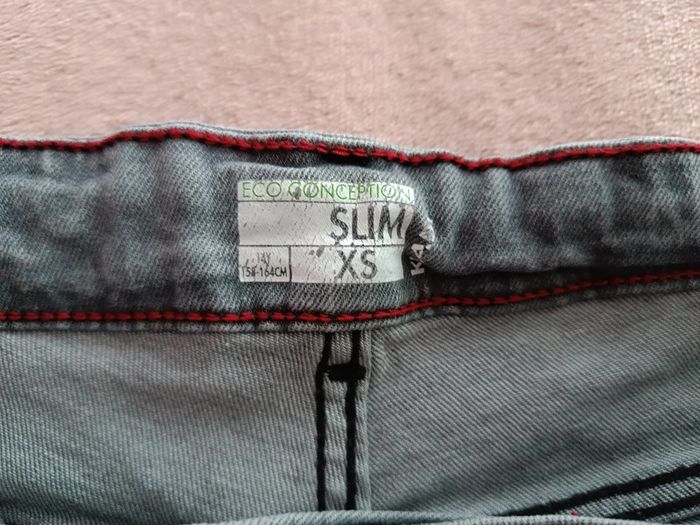 ECO CONCEPTION
SLIM
14Y
158-164CM
XS